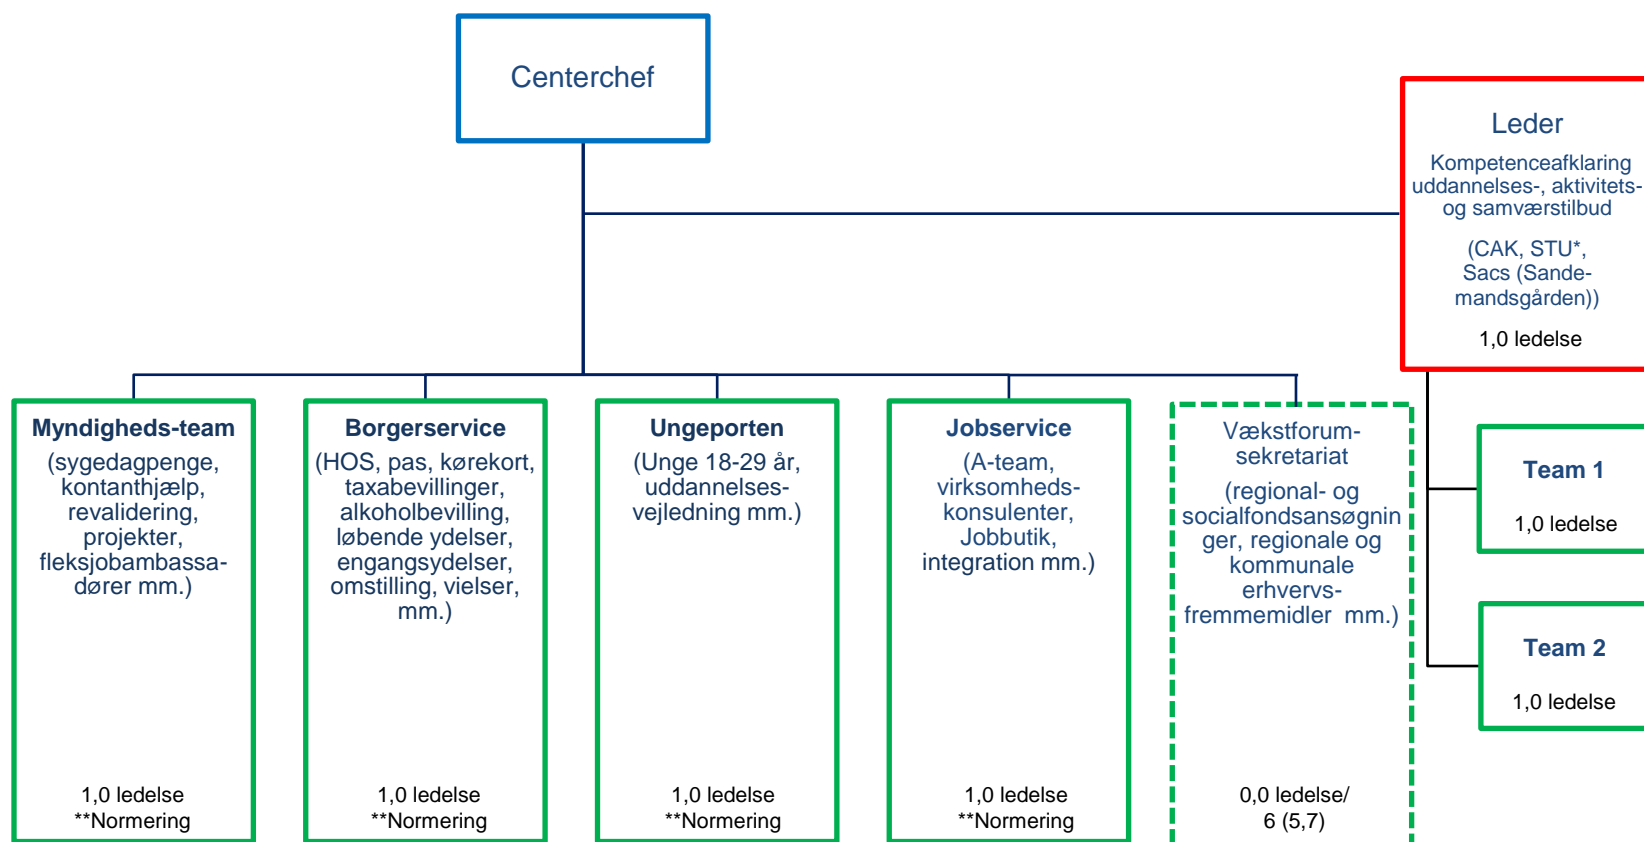 Centerchef
Leder
Kompetenceafklaring
uddannelses-, aktivitets-
og samværstilbud
(CAK, STU*,
Sacs (Sande-
mandsgården))
1,0 ledelse
Myndigheds-team
(sygedagpenge,
kontanthjælp,
revalidering,
projekter,
fleksjobambassa-
dører mm.)
1,0 ledelse
**Normering
Borgerservice
(HOS, pas, kørekort,
taxabevillinger,
alkoholbevilling,
løbende ydelser,
engangsydelser,
omstilling, vielser,
mm.)
1,0 ledelse
**Normering
Ungeporten
(Unge 18-29 år,
uddannelses-
vejledning mm.)
1,0 ledelse
**Normering
Jobservice
(A-team,
virksomheds-
konsulenter,
Jobbutik,
integration mm.)
1,0 ledelse
**Normering
Vækstforum-
sekretariat
(regional- og
socialfondsansøgnin
ger, regionale og
kommunale
erhvervs-
fremmemidler  mm.)
0,0 ledelse/
6 (5,7)
Team 1
1,0 ledelse
Team 2
1,0 ledelse